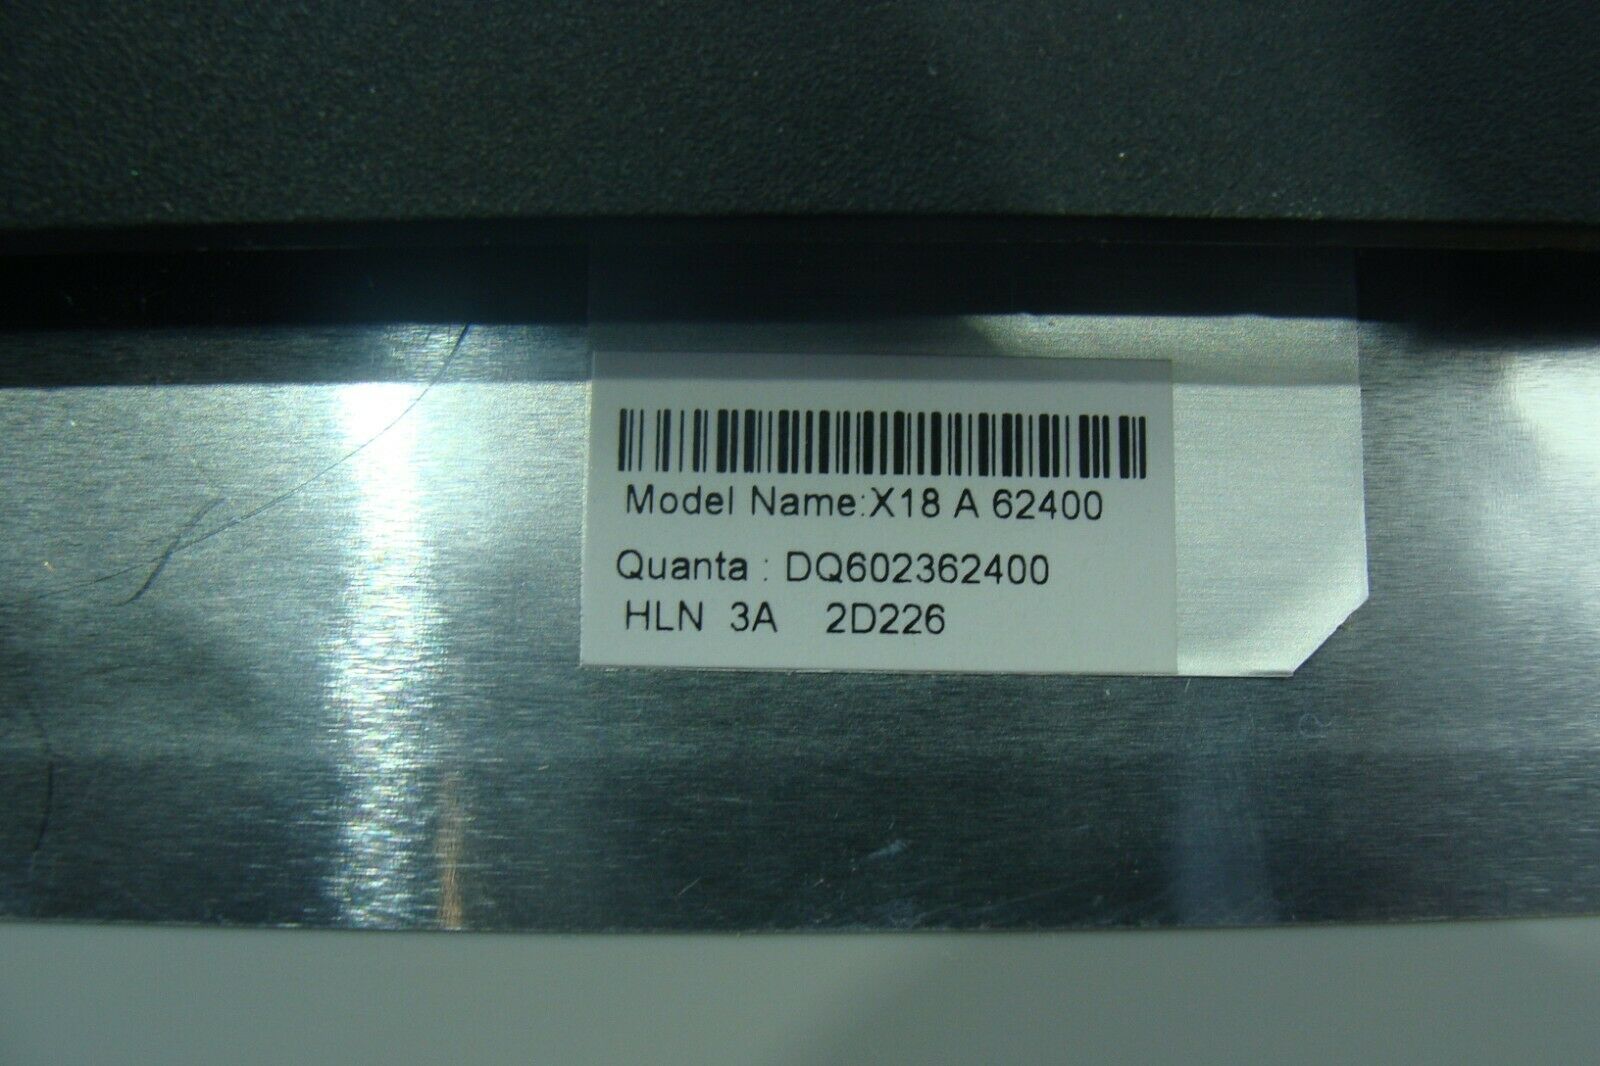 Model Name:X18 A 62400
Quanta : DQ602362400
HLN 3A 2D226